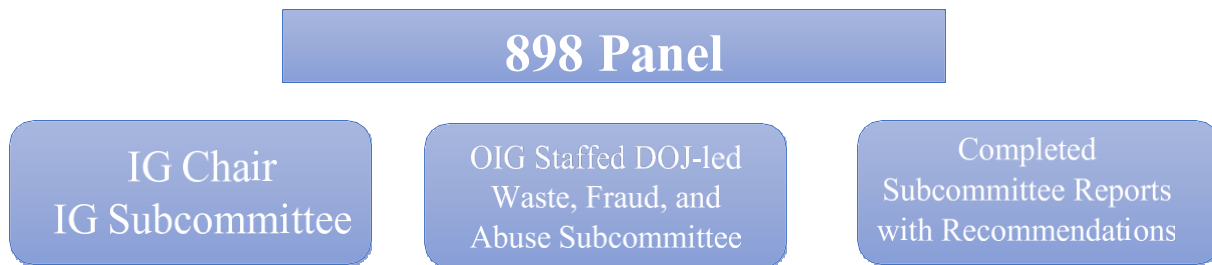 898 Panel
IG Chair
IG Subcommittee
OIG Staffed DOJ-led
Waste, Fraud, and
Abuse Subcommittee
Completed
Subcommittee Reports
with Recommendations